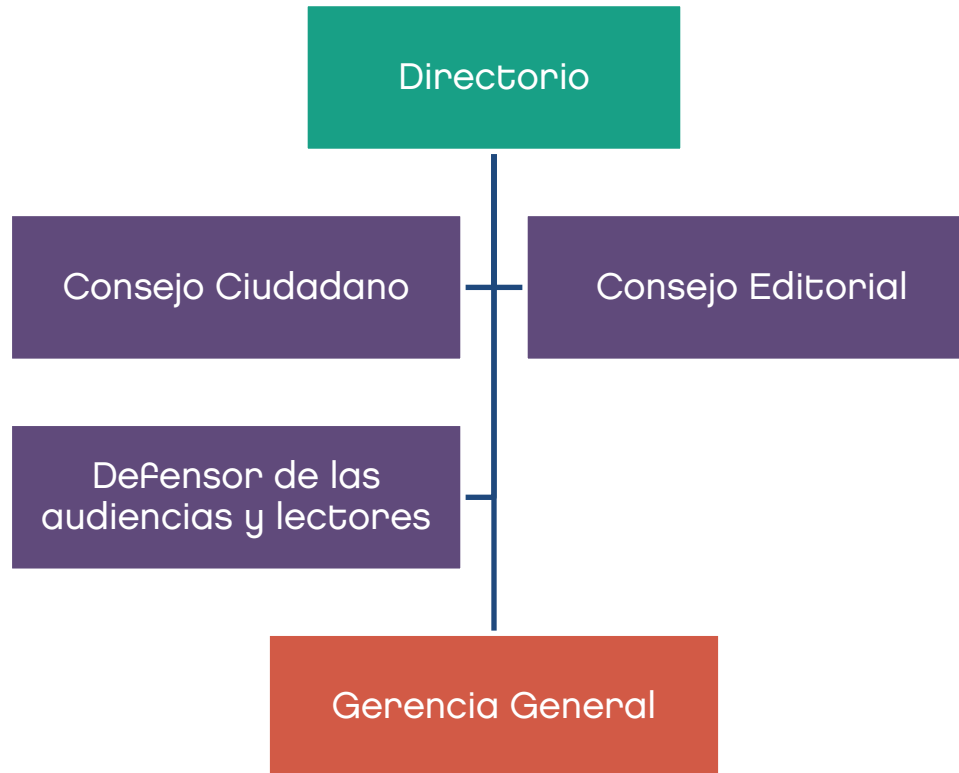 Directorio
Consejo Ciudadano
Consejo Editorial
Defensor de las
audiencias y lectores
Gerencia General